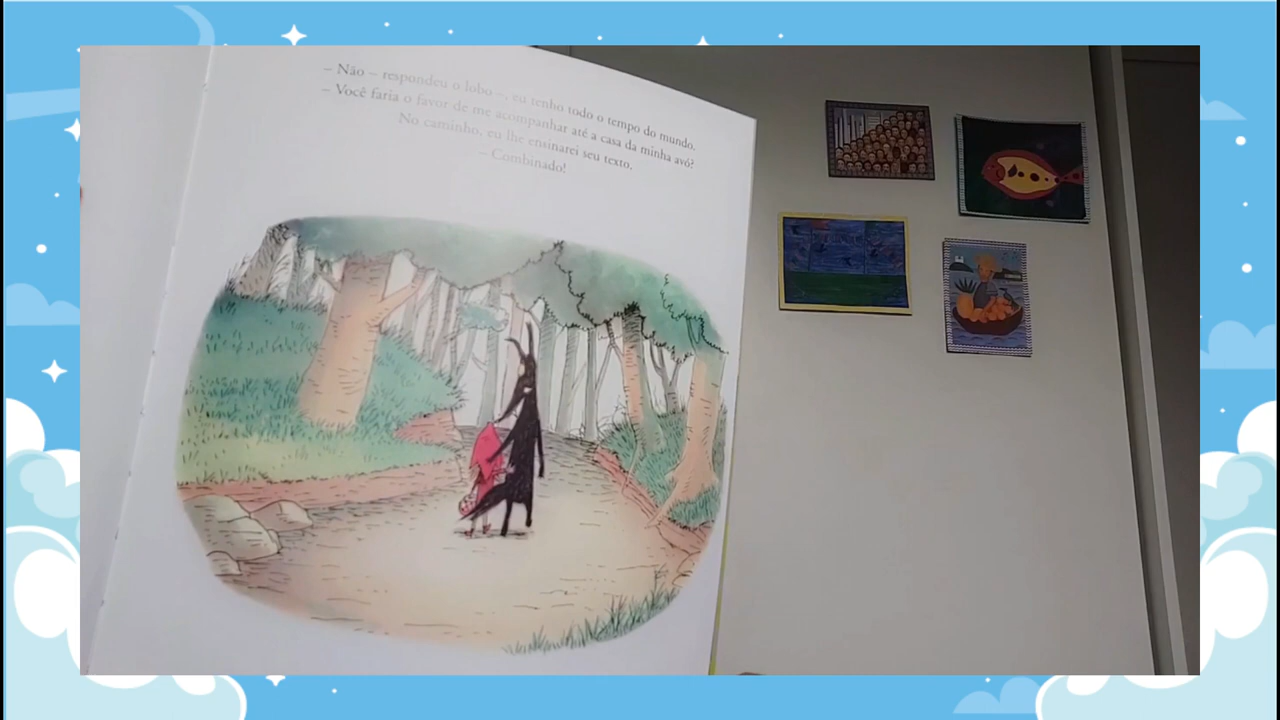 – Não – respondeu o lobo –, eu tenho todo o tempo do mundo.
– Você faria o favor de me acompanhar até a casa da minha avó?
No caminho, eu lhe ensinarei seu texto.
– Combinado!